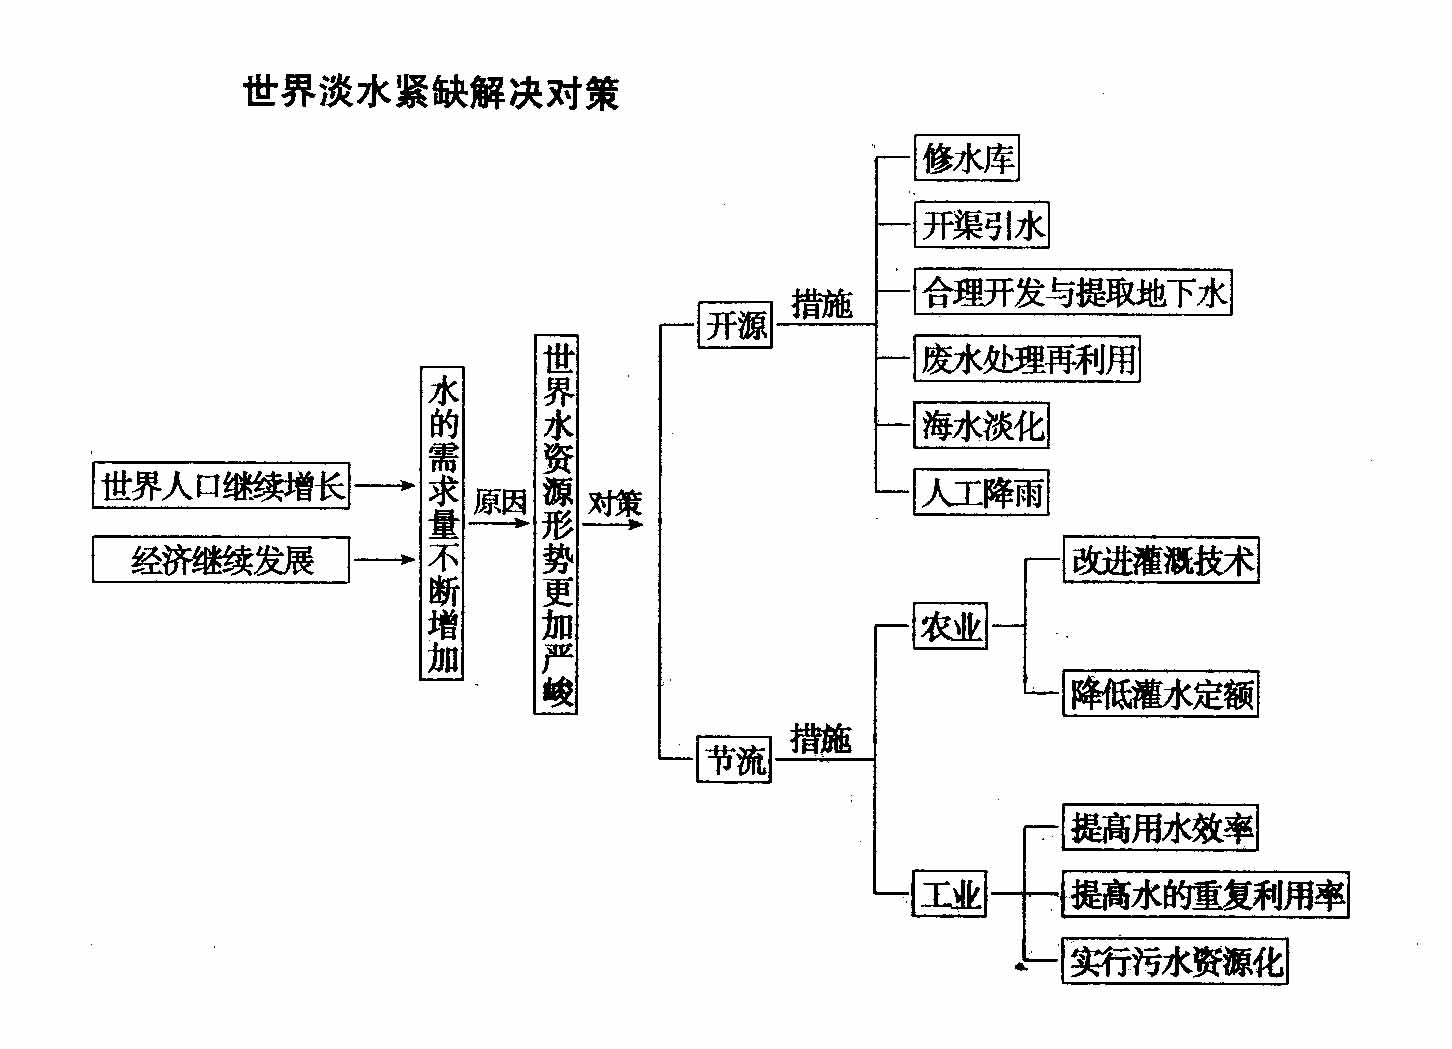 世界淡水紧缺解决对策
世界人口继续增长
经济继续发展
水的需求量不断增加
原因
世界水资源形势更加严峻
对策
开源
措施
修水库
开渠引水
合理开发与提取地下水
废水处理再利用
海水淡化
人工降雨
节流
措施
农业
改进灌溉技术
降低灌水定额
工业
提高用水效率
提高水的重复利用率
实行污水资源化